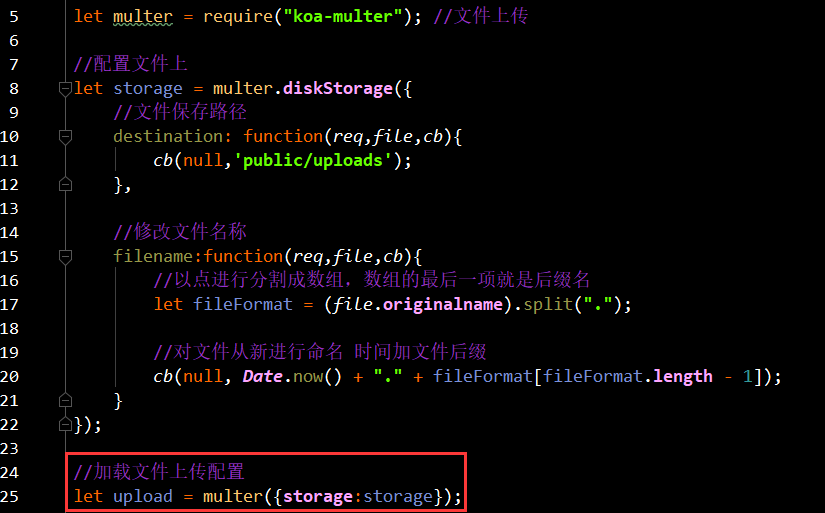 5 let multer = require("koa-multer"); //文件上传
6
7 //配置文件上
8 let storage = multer.diskStorage({
9 //文件保存路径
10 destination: function(req,file,cb){
11 cb(null,'public/uploads');
12 },
13
14 //修改文件名称
15 filename:function(req,file,cb){
16 //以点进行分割成数组，数组的最后一项就是后缀名
17 let fileFormat = (file.originalname).split(".");
18
19 //对文件从新进行命名 时间加文件后缀
20 cb(null, Date.now() + "." + fileFormat[fileFormat.length - 1]);
21 }
22 });
23
24 //加载文件上传配置
25 let upload = multer({storage:storage});